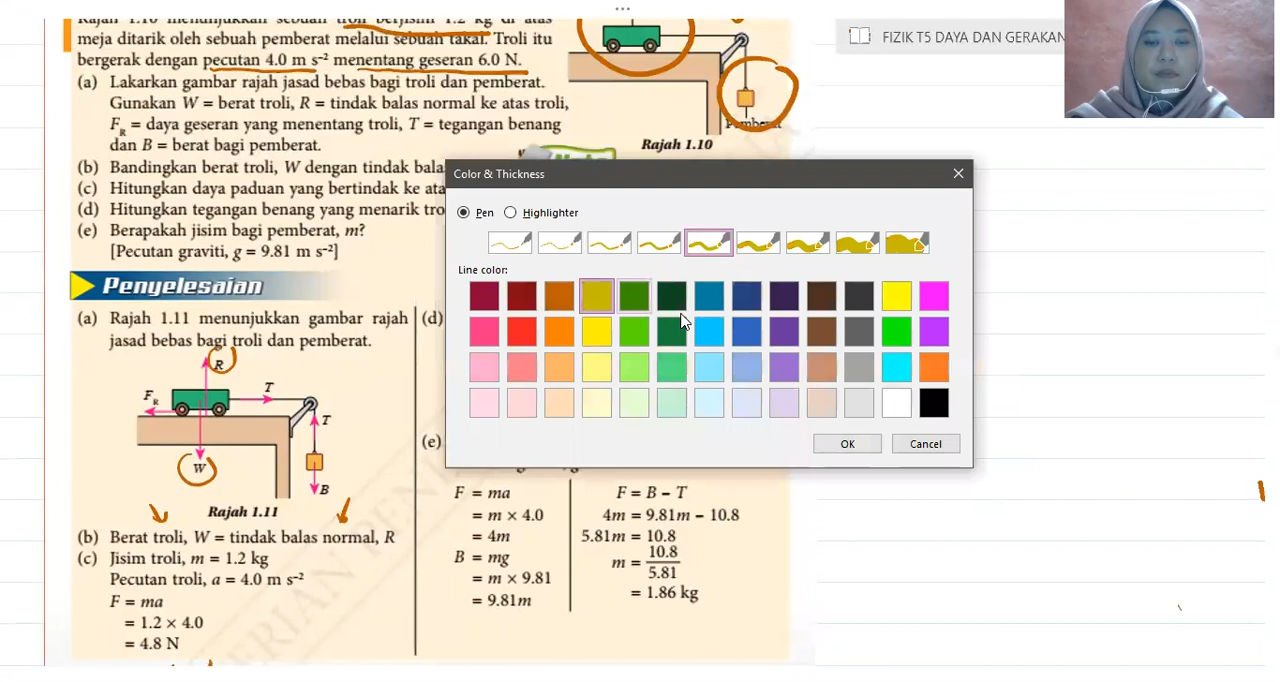 Rajah 1.10 menunjukkan sebuah troli berjisim 1.2 kg di atas
meja ditarik oleh sebuah pemberat melalui sebuah takal. Troli itu
bergerak dengan pecutan 4.0 m s⁻² menentang geseran 6.0 N.
(a) Lakarkan gambar rajah jasad bebas bagi troli dan pemberat.
Gunakan W = berat troli, R = tindak balas normal ke atas troli,
F_R = daya geseran yang menentang troli, T = tegangan benang
dan B = berat bagi pemberat.
(b) Bandingkan berat troli, W dengan tindak bala
(c) Hitungkan daya paduan yang bertindak ke ata
(d) Hitungkan tegangan benang yang menarik tro
(e) Berapakah jisim bagi pemberat, m?
[Pecutan graviti, g = 9.81 m s⁻²]
Pemberat
Rajah 1.10
FIZIK T5 DAYA DAN GERAKAN
Color & Thickness
Pen
Highlighter
Line color:
OK
Cancel
Penyelesaian
(a) Rajah 1.11 menunjukkan gambar rajah
jasad bebas bagi troli dan pemberat.
R
F_R
T
T
W
B
Rajah 1.11
(b) Berat troli, W = tindak balas normal, R
(c) Jisim troli, m = 1.2 kg
Pecutan troli, a = 4.0 m s⁻²
F = ma
= 1.2 × 4.0
= 4.8 N
(d)
(e)
F = ma
= m × 4.0
= 4m
B = mg
= m × 9.81
= 9.81m
F = B – T
4m = 9.81m – 10.8
5.81m = 10.8
m = 10.8/5.81
= 1.86 kg